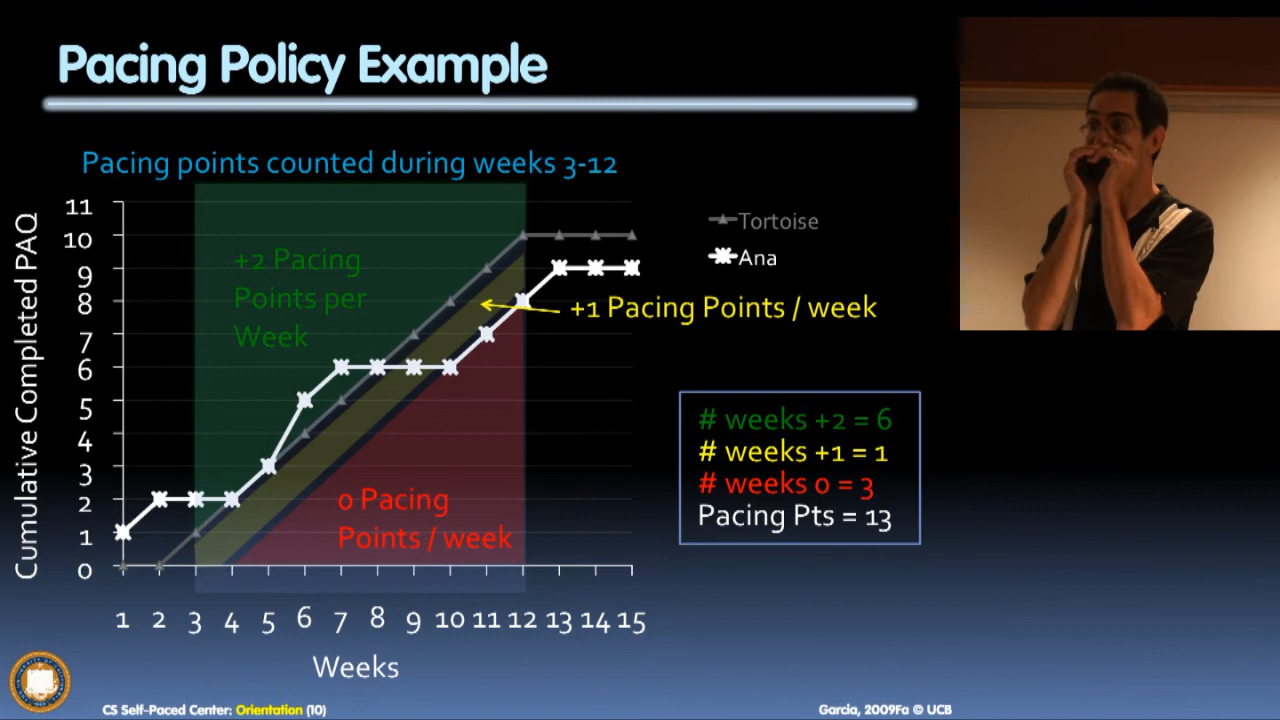 Pacing Policy Example
Pacing points counted during weeks 3-12
Cumulative Completed PAQ
11
10
9
8
7
6
5
4
3
2
1
0
+2 Pacing
Points per
Week
0 Pacing
Points / week
Tortoise
Ana
+1 Pacing Points / week
# weeks +2 = 6
# weeks +1 = 1
# weeks 0 = 3
Pacing Pts = 13
1 2 3 4 5 6 7 8 9 10 11 12 13 14 15
Weeks
CS Self-Paced Center: Orientation (10)
Garcia, 2009Fa © UCB